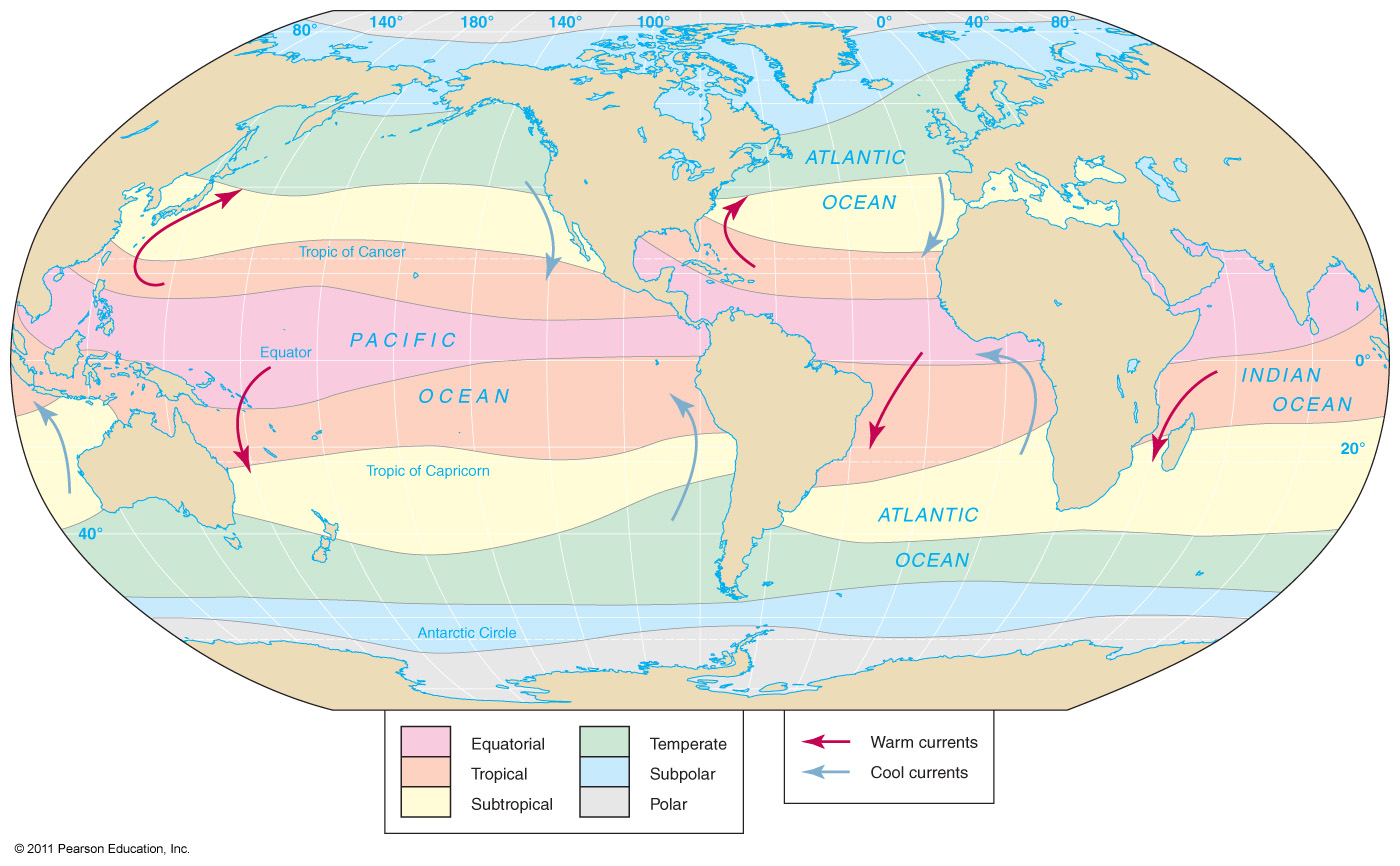 80°
140°
180°
140°
100°
0°
40°
80°
ATLANTIC
OCEAN
Tropic of Cancer
PACIFIC
Equator
OCEAN
0°
INDIAN
OCEAN
Tropic of Capricorn
20°
ATLANTIC
OCEAN
40°
Antarctic Circle
Equatorial
Tropical
Subtropical
Temperate
Subpolar
Polar
Warm currents
Cool currents
© 2011 Pearson Education, Inc.